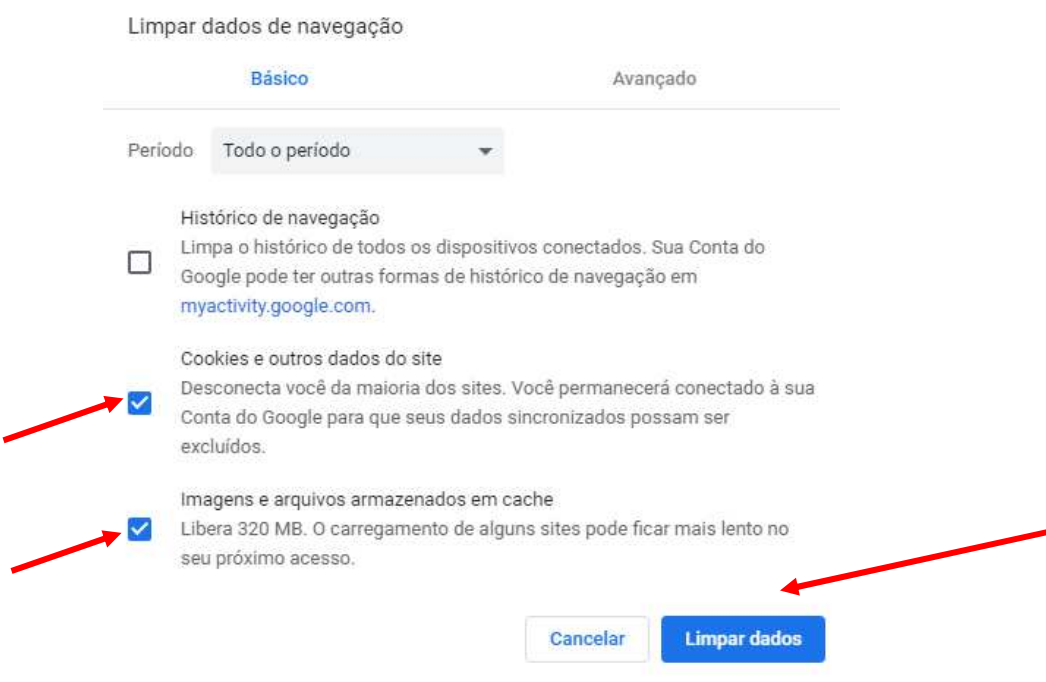 Limpar dados de navegação
Básico
Avançado
Período
Todo o período
Histórico de navegação
Limpa o histórico de todos os dispositivos conectados. Sua Conta do
Google pode ter outras formas de histórico de navegação em
myactivity.google.com.
Cookies e outros dados do site
Desconecta você da maioria dos sites. Você permanecerá conectado à sua
Conta do Google para que seus dados sincronizados possam ser
excluídos.
Imagens e arquivos armazenados em cache
Libera 320 MB. O carregamento de alguns sites pode ficar mais lento no
seu próximo acesso.
Cancelar
Limpar dados